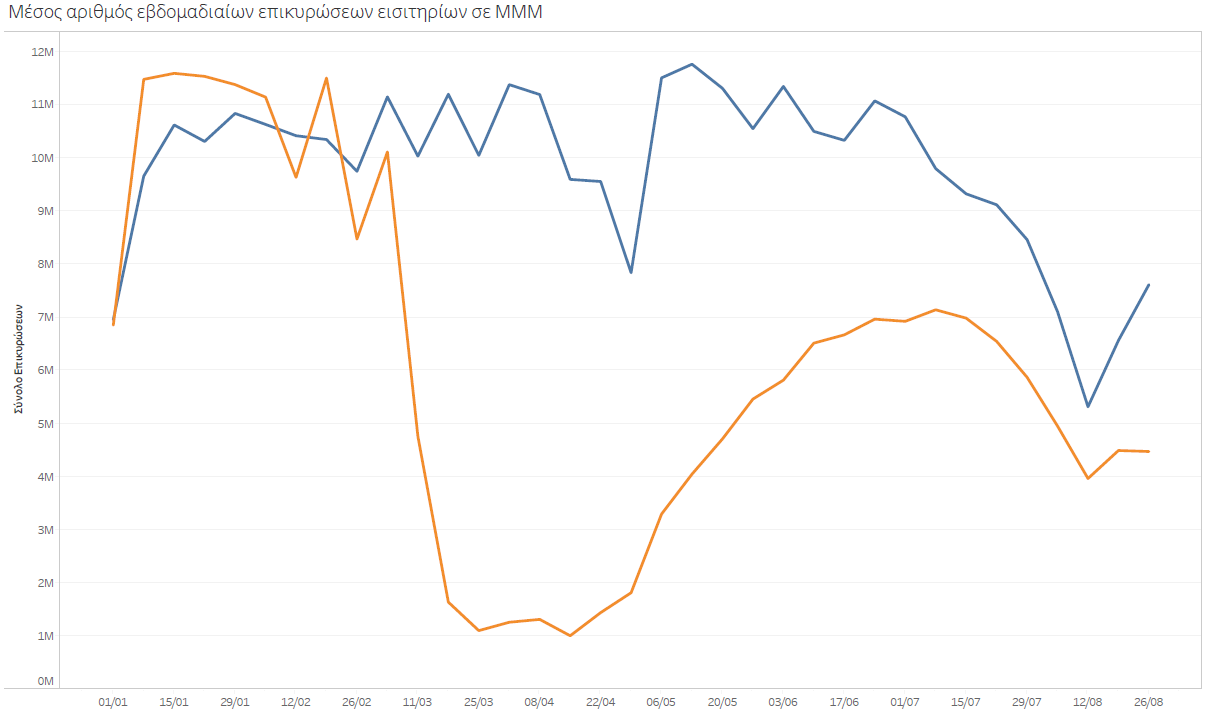 Μέσος αριθμός εβδομαδιαίων επικυρώσεων εισιτηρίων σε ΜΜΜ
12M
11M
10M
9M
8M
7M
6M
5M
4M
3M
2M
1M
0M
Σύνολο Επικυρώσεων
01/01 15/01 29/01 12/02 26/02 11/03 25/03 08/04 22/04 06/05 20/05 03/06 17/06 01/07 15/07 29/07 12/08 26/08